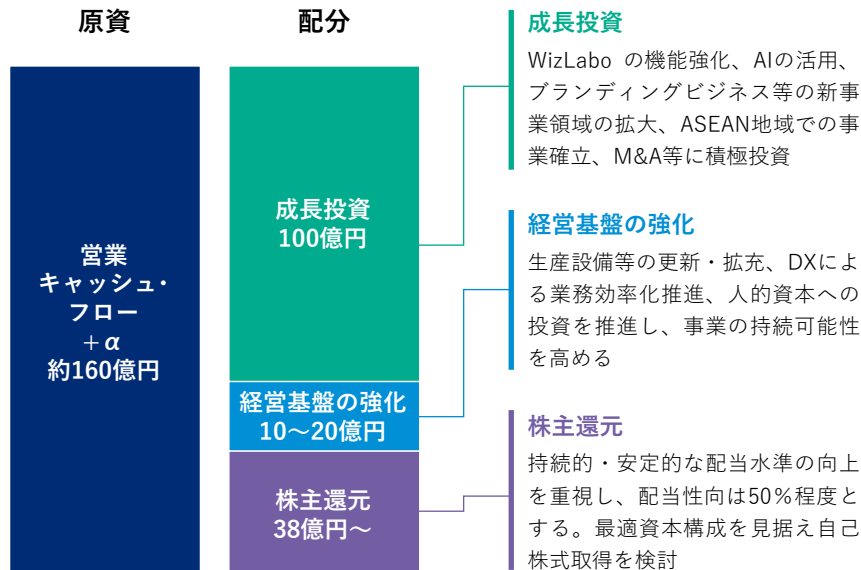 原資
配分
営業
キャッシュ・
フロー
+α
約160億円
成長投資
100億円
経営基盤の強化
10〜20億円
株主還元
38億円〜
成長投資
WizLabo の機能強化、AIの活用、
ブランディングビジネス等の新事
業領域の拡大、ASEAN地域での事
業確立、M&A等に積極投資
経営基盤の強化
生産設備等の更新・拡充、DXによ
る業務効率化推進、人的資本への
投資を推進し、事業の持続可能性
を高める
株主還元
持続的・安定的な配当水準の向上
を重視し、配当性向は50%程度と
する。最適資本構成を見据え自己
株式取得を検討